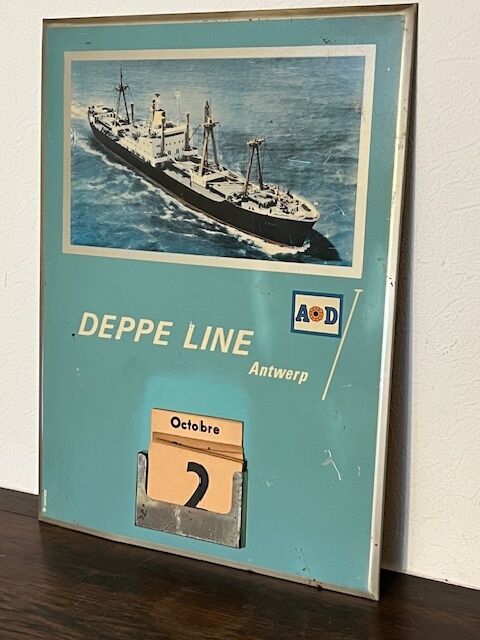 A D
DEPPE LINE
Antwerp
Octobre
2